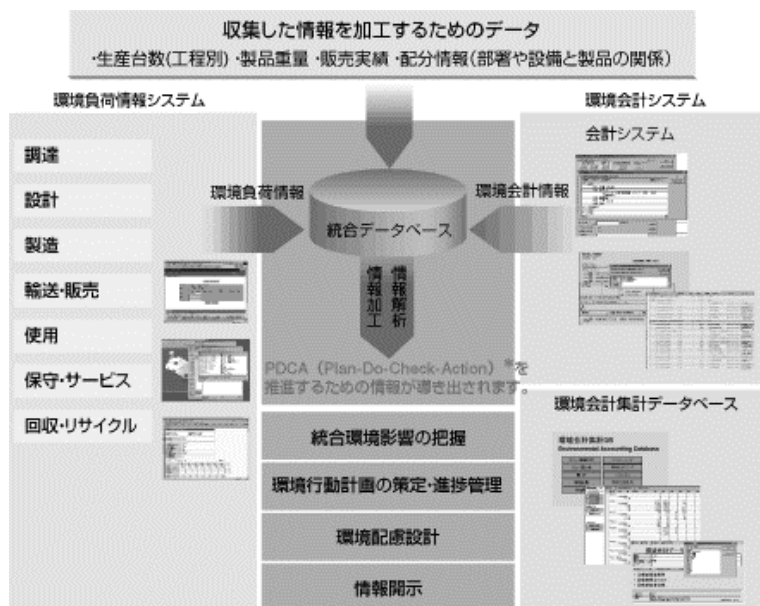 収集した情報を加工するためのデータ
・生産台数(工程別) ・製品重量 ・販売実績 ・配分情報(部署や設備と製品の関係)
環境負荷情報システム
調達
設計
製造
輸送・販売
使用
保守・サービス
回収・リサイクル
環境負荷情報
統合データベース
環境会計情報
情報解析
情報加工
PDCA（Plan-Do-Check-Action）*を
推進するための情報が導き出されます。
統合環境影響の把握
環境行動計画の策定・進捗管理
環境配慮設計
情報開示
環境会計システム
会計システム
環境会計集計データベース
環境会計集計DB
Environmental Accounting Database